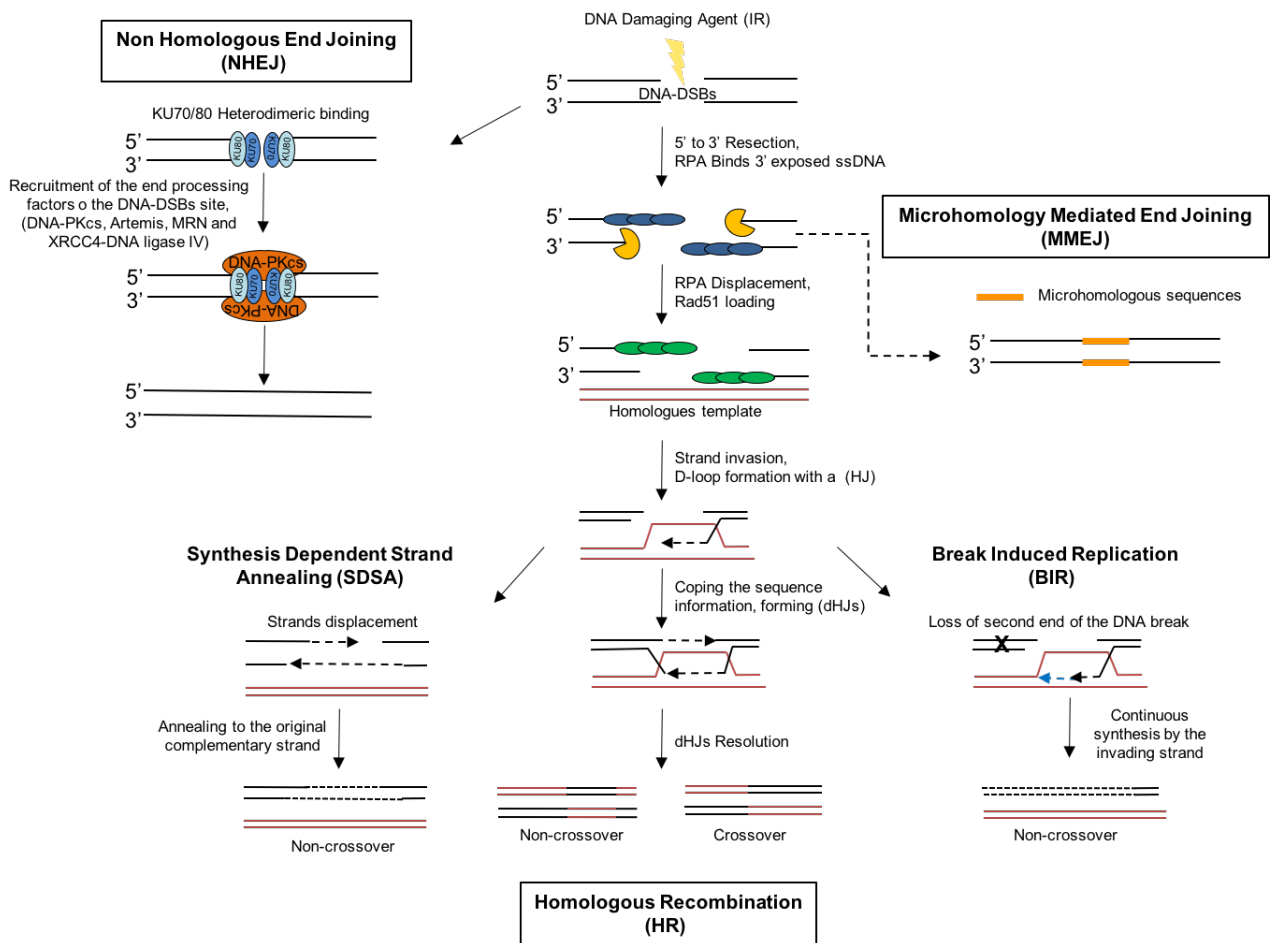 DNA Damaging Agent (IR)
Non Homologous End Joining
(NHEJ)
5’
3’
DNA-DSBs
KU70/80 Heterodimeric binding
5’
3’
KU80
KU70
KU70
KU80
5’ to 3’ Resection,
RPA Binds 3’ exposed ssDNA
Recruitment of the end processing
factors o the DNA-DSBs site,
(DNA-PKcs, Artemis, MRN and
XRCC4-DNA ligase IV)
5’
3’
Microhomology Mediated End Joining
(MMEJ)
DNA-PKcs
5’
3’
KU80
KU70
KU70
KU80
DNA-PKcs
RPA Displacement,
Rad51 loading
Microhomologous sequences
5’
3’
5’
3’
Homologues template
5’
3’
Strand invasion,
D-loop formation with a  (HJ)
Synthesis Dependent Strand
Annealing (SDSA)
Break Induced Replication
(BIR)
Coping the sequence
information, forming (dHJs)
Strands displacement
Loss of second end of the DNA break
X
Annealing to the original
complementary strand
dHJs Resolution
Continuous
synthesis by the
invading strand
Non-crossover
Non-crossover
Crossover
Non-crossover
Homologous Recombination
(HR)